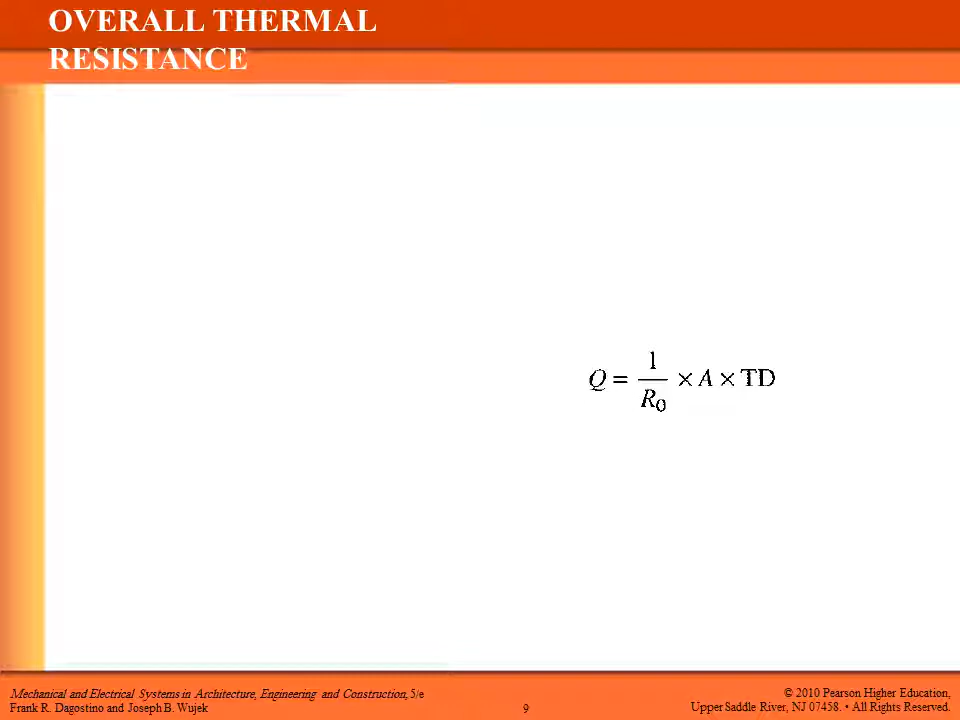 OVERALL THERMAL
RESISTANCE
Q = 1/R₀ × A × TD
Mechanical and Electrical Systems in Architecture, Engineering and Construction, 5/e
Frank R. Dagostino and Joseph B. Wujek
9
© 2010 Pearson Higher Education,
Upper Saddle River, NJ 07458. • All Rights Reserved.